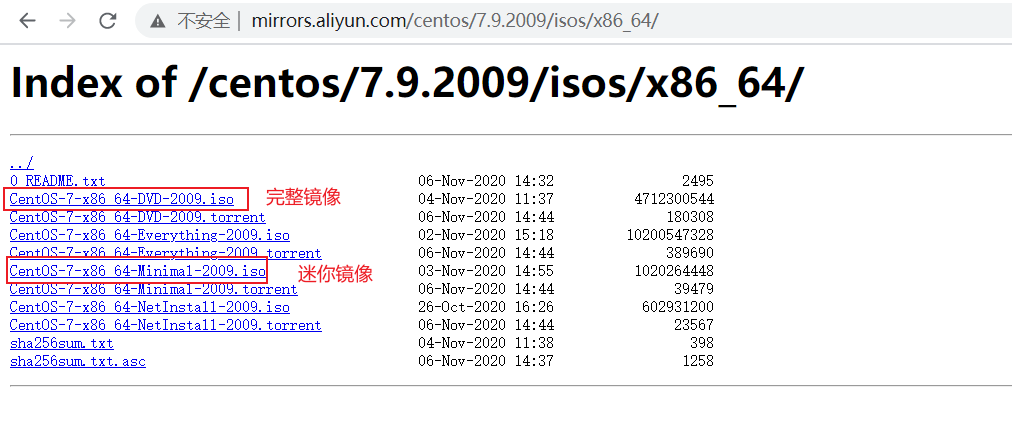 不安全 | mirrors.aliyun.com/centos/7.9.2009/isos/x86_64/
Index of /centos/7.9.2009/isos/x86_64/
../
0_README.txt 06-Nov-2020 14:32 2495
CentOS-7-x86_64-DVD-2009.iso 完整镜像 04-Nov-2020 11:37 4712300544
CentOS-7-x86_64-DVD-2009.torrent 06-Nov-2020 14:44 180308
CentOS-7-x86_64-Everything-2009.iso 02-Nov-2020 15:18 10200547328
CentOS-7-x86_64-Everything-2009.torrent 06-Nov-2020 14:44 389690
CentOS-7-x86_64-Minimal-2009.iso 迷你镜像 03-Nov-2020 14:55 1020264448
CentOS-7-x86_64-Minimal-2009.torrent 06-Nov-2020 14:44 39479
CentOS-7-x86_64-NetInstall-2009.iso 26-Oct-2020 16:26 602931200
CentOS-7-x86_64-NetInstall-2009.torrent 06-Nov-2020 14:44 23567
sha256sum.txt 04-Nov-2020 11:38 398
sha256sum.txt.asc 06-Nov-2020 14:37 1258